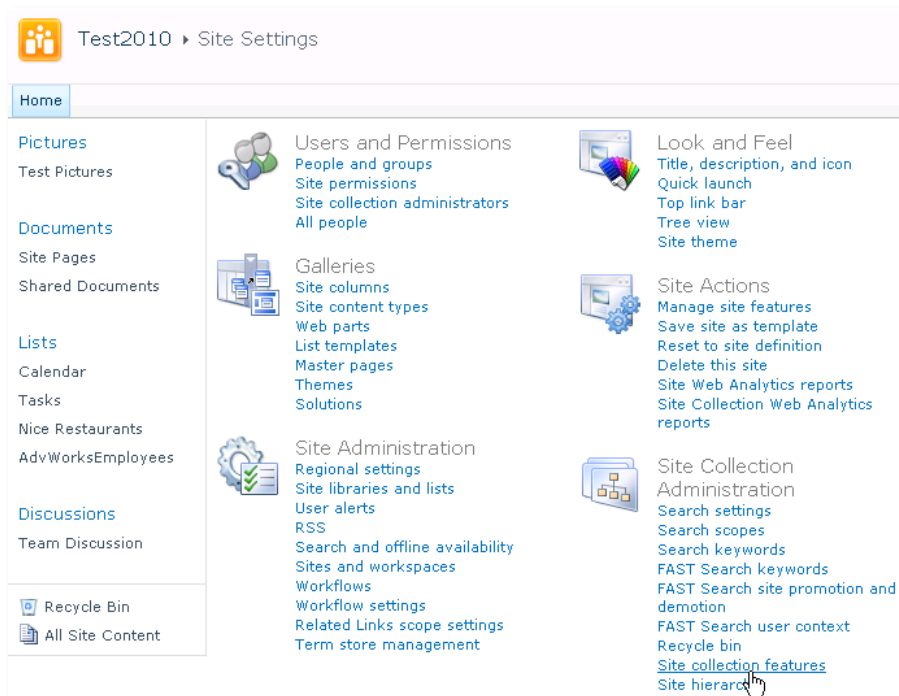 Test2010 ▸ Site Settings
Home
Pictures
Test Pictures
Documents
Site Pages
Shared Documents
Lists
Calendar
Tasks
Nice Restaurants
AdvWorksEmployees
Discussions
Team Discussion
Recycle Bin
All Site Content
Users and Permissions
People and groups
Site permissions
Site collection administrators
All people
Galleries
Site columns
Site content types
Web parts
List templates
Master pages
Themes
Solutions
Site Administration
Regional settings
Site libraries and lists
User alerts
RSS
Search and offline availability
Sites and workspaces
Workflows
Workflow settings
Related Links scope settings
Term store management
Look and Feel
Title, description, and icon
Quick launch
Top link bar
Tree view
Site theme
Site Actions
Manage site features
Save site as template
Reset to site definition
Delete this site
Site Web Analytics reports
Site Collection Web Analytics
reports
Site Collection
Administration
Search settings
Search scopes
Search keywords
FAST Search keywords
FAST Search site promotion and
demotion
FAST Search user context
Recycle bin
Site collection features
Site